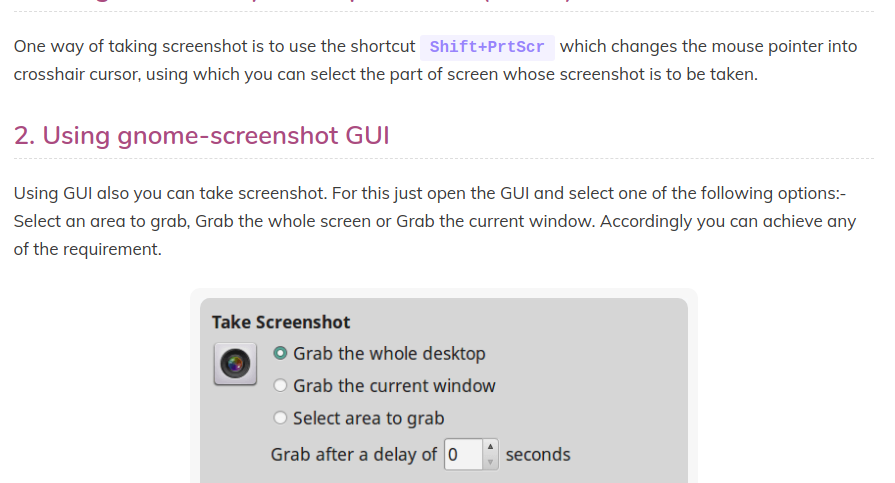 One way of taking screenshot is to use the shortcut Shift+PrtScr which changes the mouse pointer into
crosshair cursor, using which you can select the part of screen whose screenshot is to be taken.
2. Using gnome-screenshot GUI
Using GUI also you can take screenshot. For this just open the GUI and select one of the following options:-
Select an area to grab, Grab the whole screen or Grab the current window. Accordingly you can achieve any
of the requirement.
Take Screenshot
Grab the whole desktop
Grab the current window
Select area to grab
Grab after a delay of 0 seconds